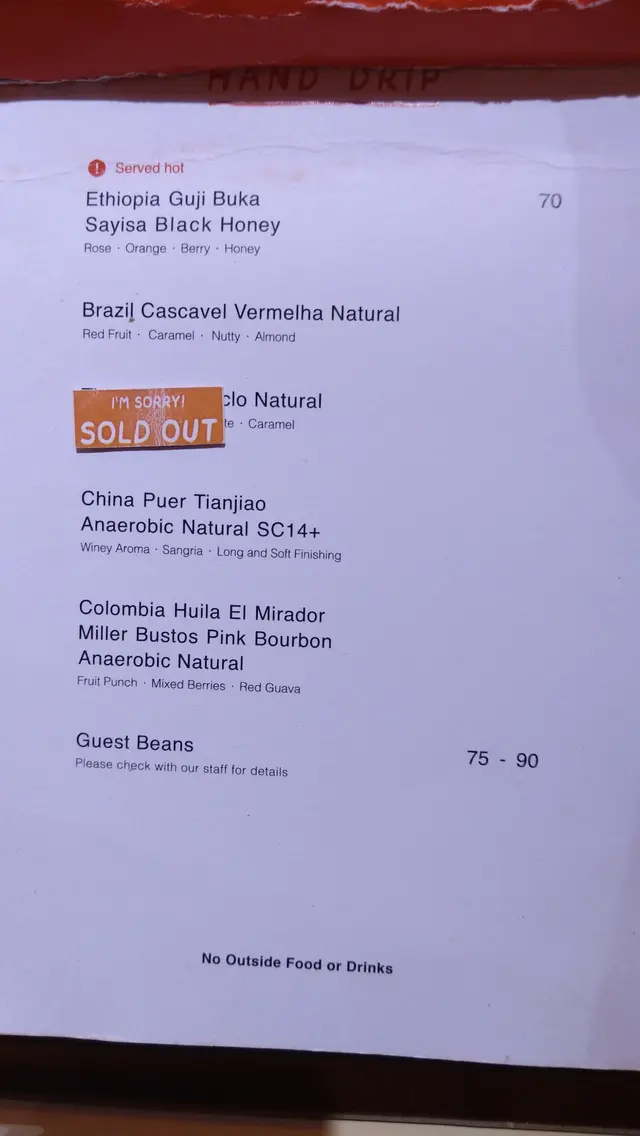 HAND DRIP
! Served hot
Ethiopia Guji Buka 70
Sayisa Black Honey
Rose · Orange · Berry · Honey
Brazil Cascavel Vermelha Natural
Red Fruit · Caramel · Nutty · Almond
I'M SORRY!
SOLD OUT
Natural
· Caramel
China Puer Tianjiao
Anaerobic Natural SC14+
Winey Aroma · Sangria · Long and Soft Finishing
Colombia Huila El Mirador
Miller Bustos Pink Bourbon
Anaerobic Natural
Fruit Punch · Mixed Berries · Red Guava
Guest Beans 75 - 90
Please check with our staff for details
No Outside Food or Drinks